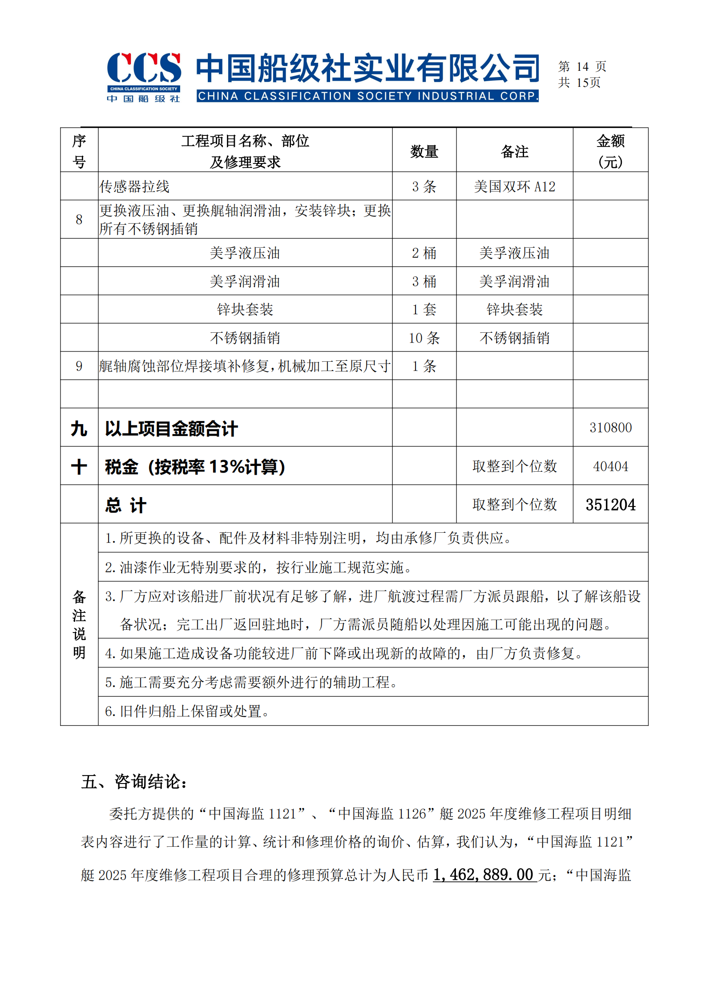 CCS
CHINA CLASSIFICATION SOCIETY
中国船级社
中国船级社实业有限公司
CHINA CLASSIFICATION SOCIETY INDUSTRIAL CORP.
第 14 页
共 15页
序号 工程项目名称、部位及修理要求 数量 备注 金额(元)
传感器拉线 3 条 美国双环 A12
8 更换液压油、更换艉轴润滑油，安装锌块；更换
所有不锈钢插销
美孚液压油 2 桶 美孚液压油
美孚润滑油 3 桶 美孚润滑油
锌块套装 1 套 锌块套装
不锈钢插销 10 条 不锈钢插销
9 艉轴腐蚀部位焊接填补修复，机械加工至原尺寸 1 条
九 以上项目金额合计 310800
十 税金（按税率 13%计算） 取整到个位数 40404
总 计 取整到个位数 351204
备注说明
1. 所更换的设备、配件及材料非特别注明，均由承修厂负责供应。
2. 油漆作业无特别要求的，按行业施工规范实施。
3. 厂方应对该船进厂前状况有足够了解，进厂航渡过程需厂方派员跟船，以了解该船设
备状况；完工出厂返回驻地时，厂方需派员随船以处理因施工可能出现的问题。
4. 如果施工造成设备功能较进厂前下降或出现新的故障的，由厂方负责修复。
5. 施工需要充分考虑需要额外进行的辅助工程。
6. 旧件归船上保留或处置。
五、咨询结论：
委托方提供的“中国海监 1121”、“中国海监 1126”艇 2025 年度维修工程项目明细
表内容进行了工作量的计算、统计和修理价格的询价、估算，我们认为，“中国海监 1121”
艇 2025 年度维修工程项目合理的修理预算总计为人民币 1,462,889.00 元；“中国海监